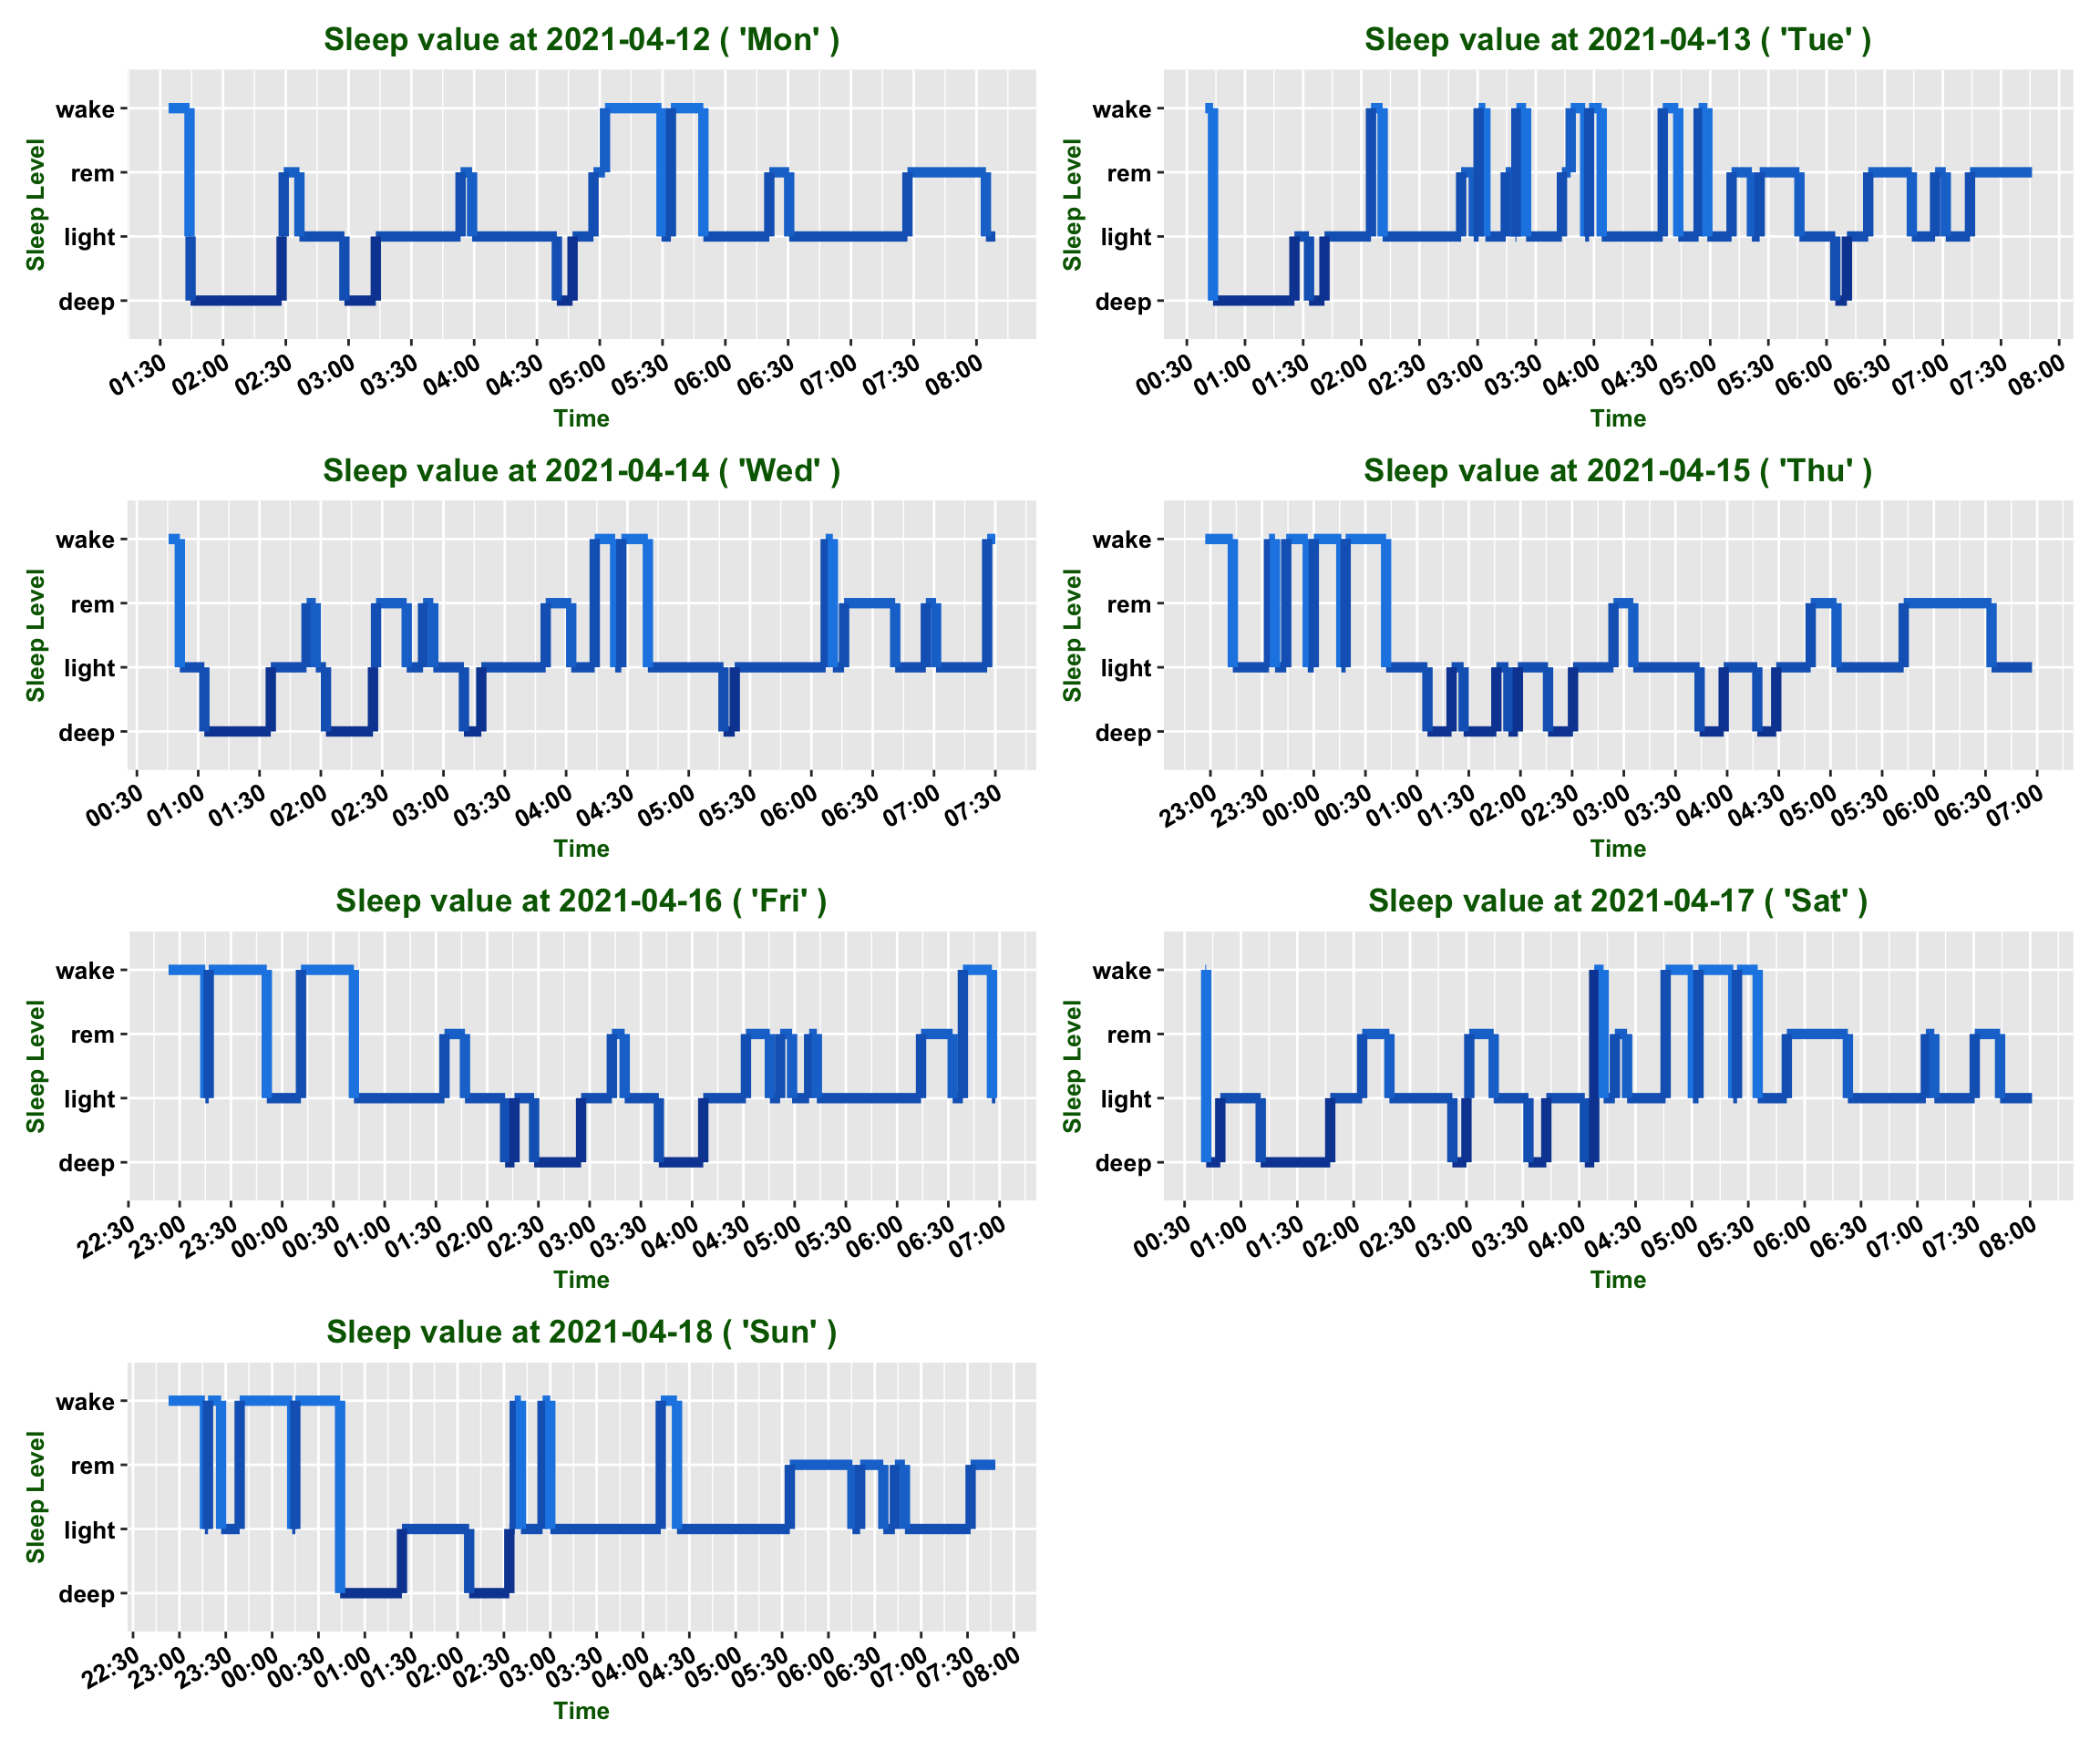 Sleep value at 2021-04-12 ( 'Mon' )
Sleep Level
wake
rem
light
deep
01:30 02:00 02:30 03:00 03:30 04:00 04:30 05:00 05:30 06:00 06:30 07:00 07:30 08:00
Time
Sleep value at 2021-04-13 ( 'Tue' )
Sleep Level
wake
rem
light
deep
00:30 01:00 01:30 02:00 02:30 03:00 03:30 04:00 04:30 05:00 05:30 06:00 06:30 07:00 07:30 08:00
Time
Sleep value at 2021-04-14 ( 'Wed' )
Sleep Level
wake
rem
light
deep
00:30 01:00 01:30 02:00 02:30 03:00 03:30 04:00 04:30 05:00 05:30 06:00 06:30 07:00 07:30
Time
Sleep value at 2021-04-15 ( 'Thu' )
Sleep Level
wake
rem
light
deep
23:00 23:30 00:00 00:30 01:00 01:30 02:00 02:30 03:00 03:30 04:00 04:30 05:00 05:30 06:00 06:30 07:00
Time
Sleep value at 2021-04-16 ( 'Fri' )
Sleep Level
wake
rem
light
deep
22:30 23:00 23:30 00:00 00:30 01:00 01:30 02:00 02:30 03:00 03:30 04:00 04:30 05:00 05:30 06:00 06:30 07:00
Time
Sleep value at 2021-04-17 ( 'Sat' )
Sleep Level
wake
rem
light
deep
00:30 01:00 01:30 02:00 02:30 03:00 03:30 04:00 04:30 05:00 05:30 06:00 06:30 07:00 07:30 08:00
Time
Sleep value at 2021-04-18 ( 'Sun' )
Sleep Level
wake
rem
light
deep
22:30 23:00 23:30 00:00 00:30 01:00 01:30 02:00 02:30 03:00 03:30 04:00 04:30 05:00 05:30 06:00 06:30 07:00 07:30 08:00
Time